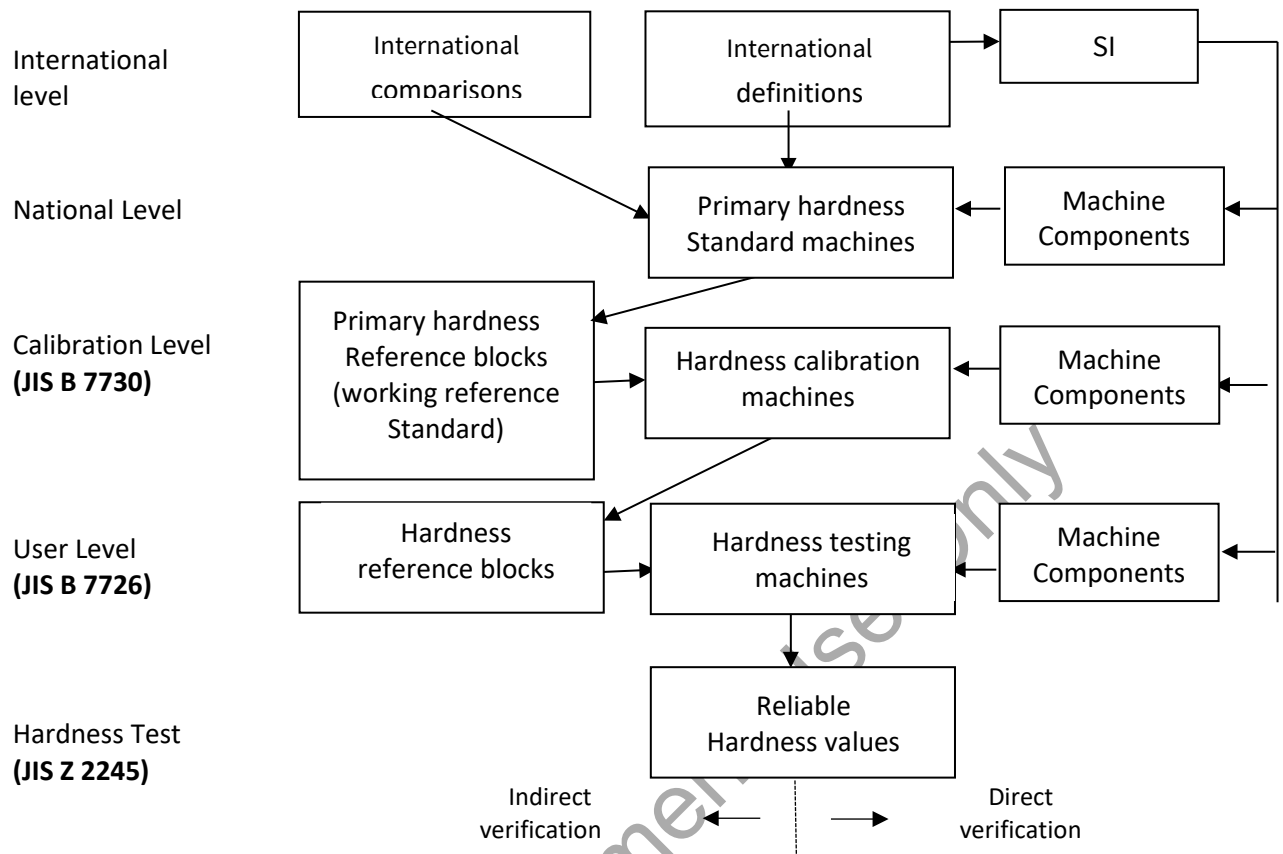 International
level
International
comparisons
International
definitions
SI
National Level
Primary hardness
Standard machines
Machine
Components
Calibration Level
(JIS B 7730)
Primary hardness
Reference blocks
(working reference
Standard)
Hardness calibration
machines
Machine
Components
User Level
(JIS B 7726)
Hardness
reference blocks
Hardness testing
machines
Machine
Components
Hardness Test
(JIS Z 2245)
Reliable
Hardness values
Indirect
verification
Direct
verification